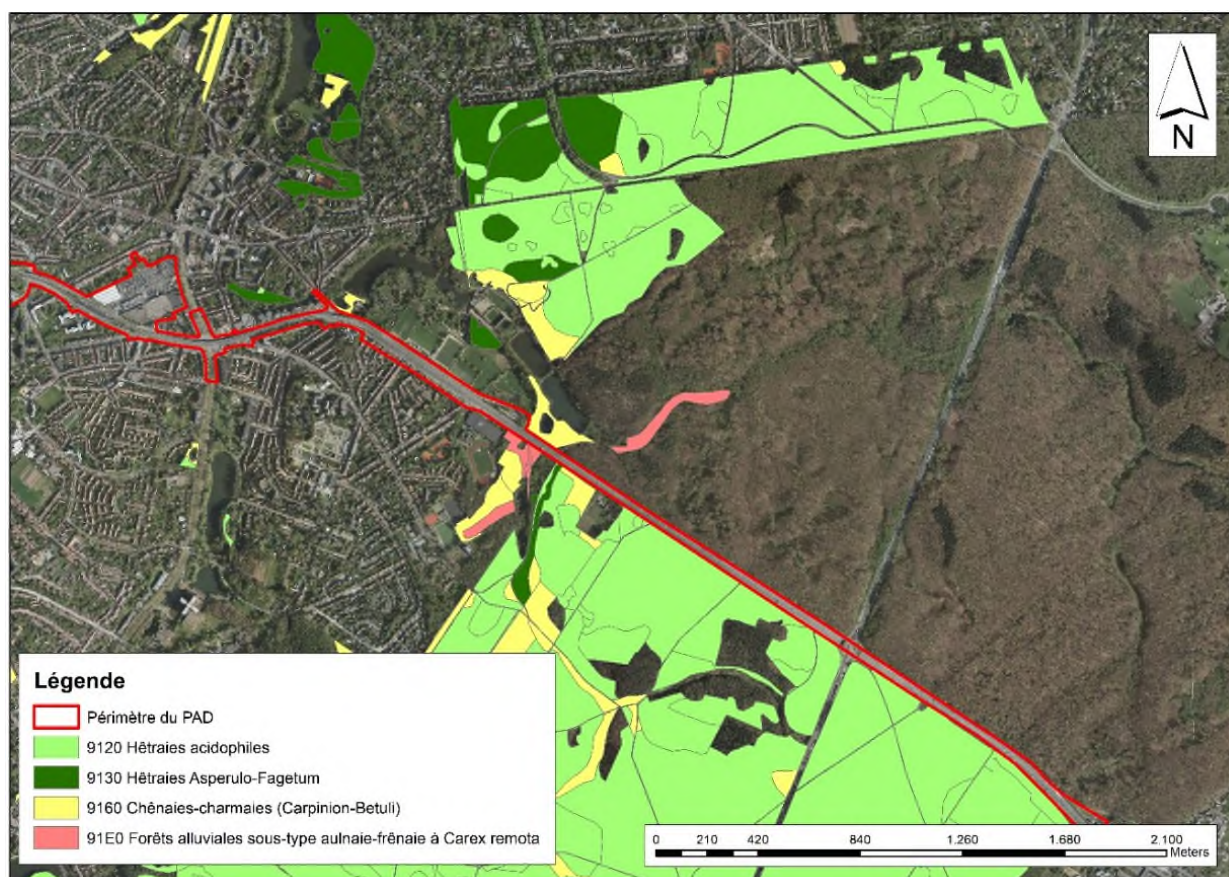 N
Légende
Périmètre du PAD
9120 Hêtraies acidophiles
9130 Hêtraies Asperulo-Fagetum
9160 Chênaies-charmaies (Carpinion-Betuli)
91E0 Forêts alluviales sous-type aulnaie-frênaie à Carex remota
0 210 420 840 1.260 1.680 2.100
Meters